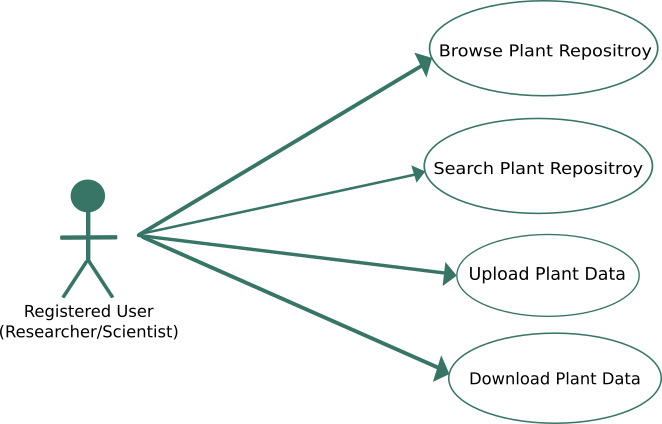 Browse Plant Repositroy
Search Plant Repositroy
Upload Plant Data
Download Plant Data
Registered User
(Researcher/Scientist)